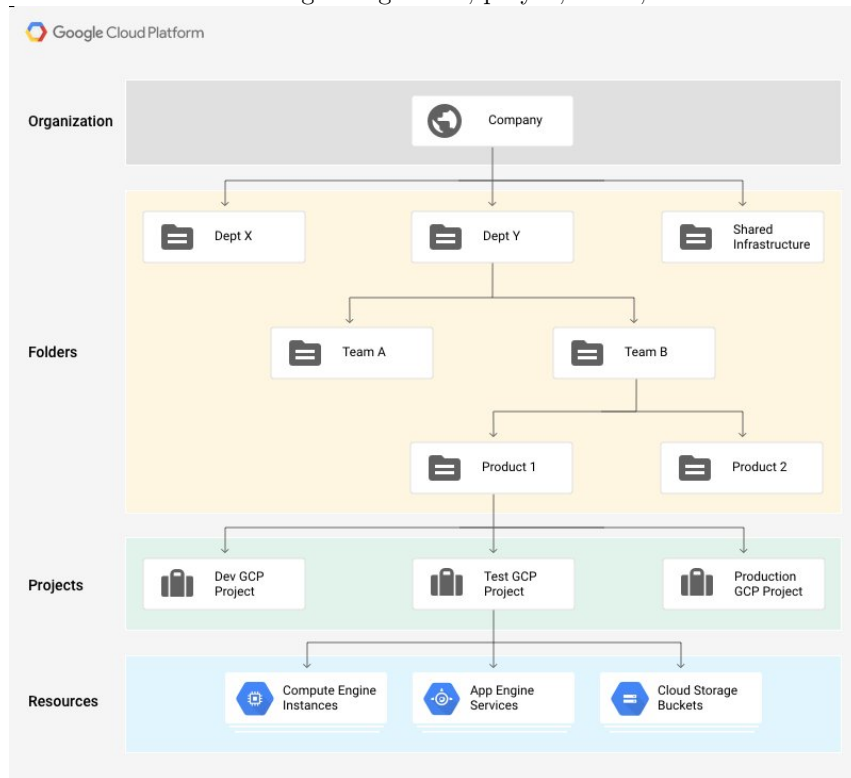 Google Cloud Platform
Organization
Company
Dept X
Dept Y
Shared
Infrastructure
Folders
Team A
Team B
Product 1
Product 2
Projects
Dev GCP
Project
Test GCP
Project
Production
GCP Project
Resources
Compute Engine
Instances
App Engine
Services
Cloud Storage
Buckets